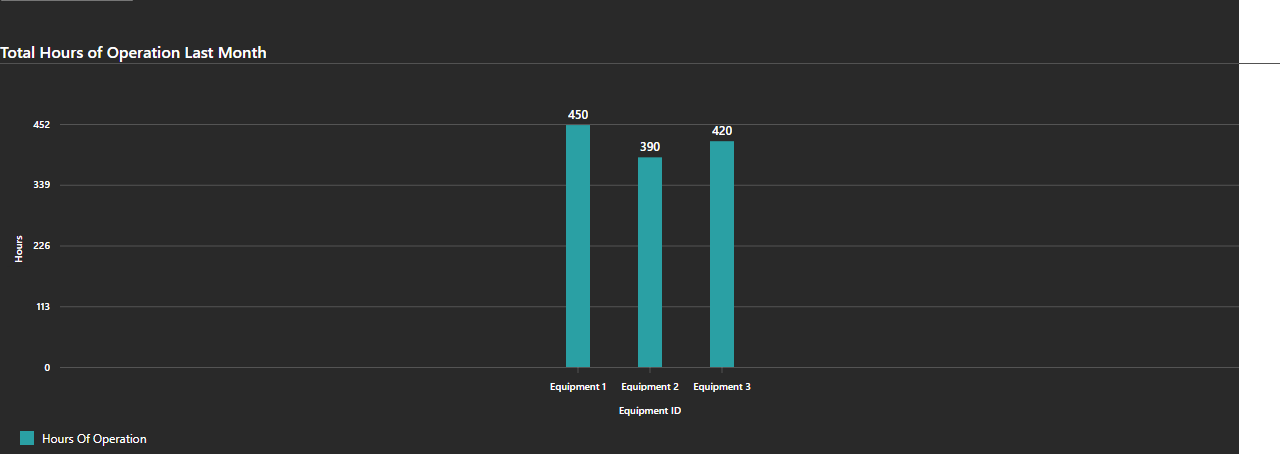 Total Hours of Operation Last Month
450
420
390
452
339
226
113
0
Hours
Equipment 1 Equipment 2 Equipment 3
Equipment ID
Hours Of Operation